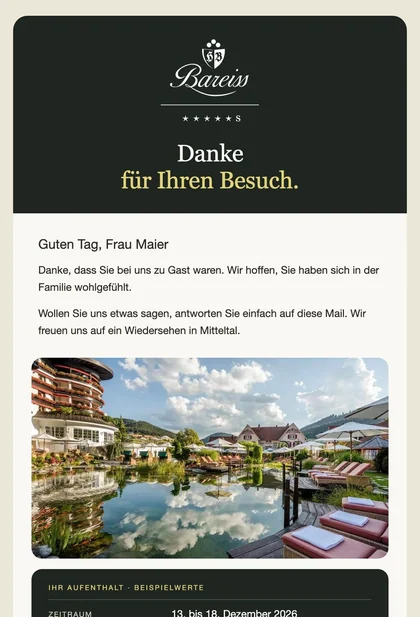 Bareiss
★★★★★S
Danke
für Ihren Besuch.
Guten Tag, Frau Maier
Danke, dass Sie bei uns zu Gast waren. Wir hoffen, Sie haben sich in der
Familie wohlgefühlt.
Wollen Sie uns etwas sagen, antworten Sie einfach auf diese Mail. Wir
freuen uns auf ein Wiedersehen in Mitteltal.
IHR AUFENTHALT · BEISPIELWERTE
ZEITRAUM 13. bis 18. Dezember 2026